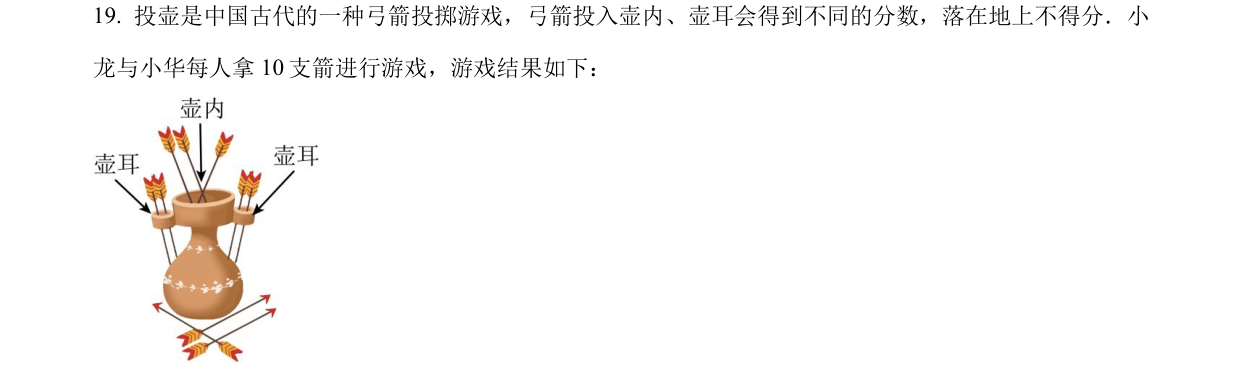 19. 投壶是中国古代的一种弓箭投掷游戏，弓箭投入壶内、壶耳会得到不同的分数，落在地上不得分．小
龙与小华每人拿 10 支箭进行游戏，游戏结果如下：
壶内
壶耳
壶耳